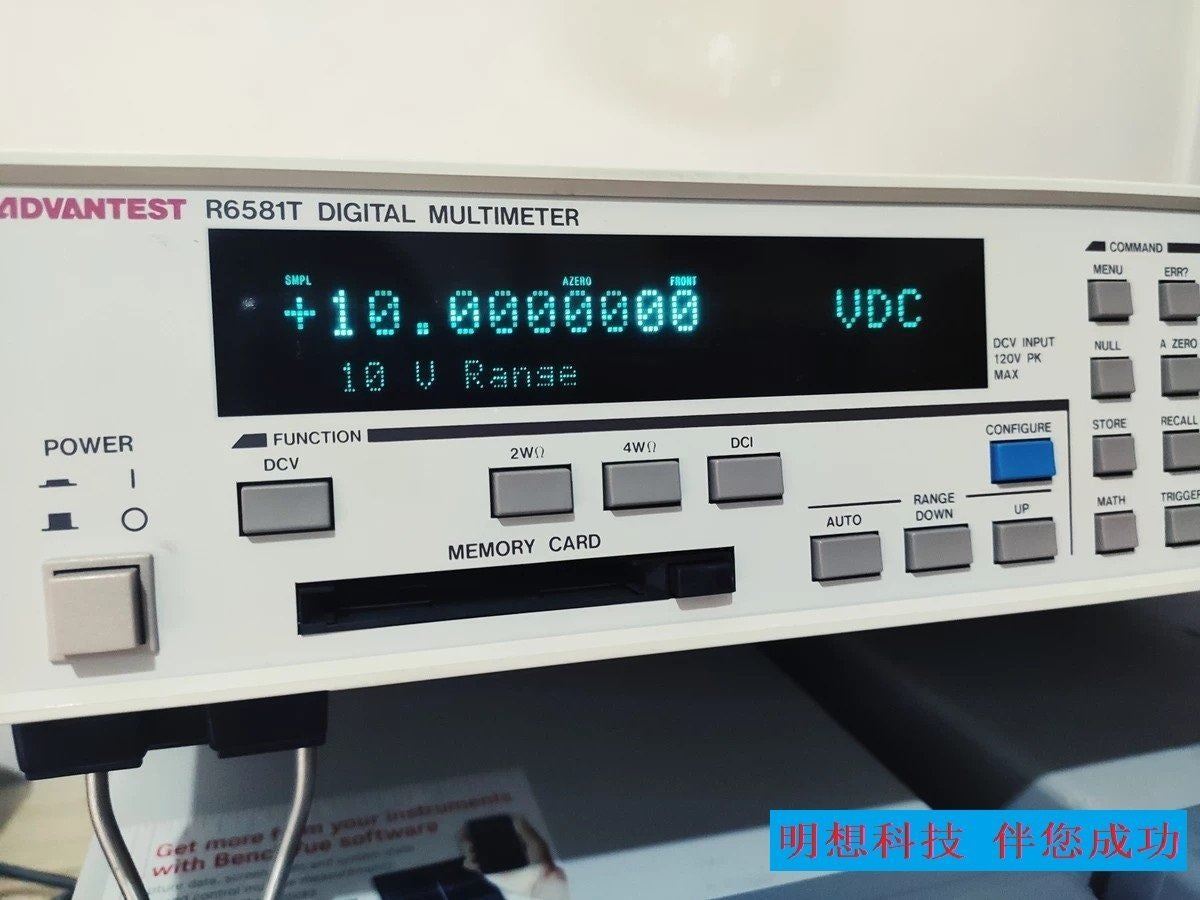 ADVANTEST R6581T DIGITAL MULTIMETER
SMPL AZERO FRONT
+10.0000000 VDC
10 V Range
DCV INPUT
120V PK
MAX
COMMAND
MENU ERR?
NULL A ZERO
STORE RECALL
MATH TRIGGER
POWER
FUNCTION
DCV 2WΩ 4WΩ DCI
CONFIGURE
RANGE
AUTO DOWN UP
MEMORY CARD
Get more from your instruments
with BenchVue software
明想科技 伴您成功